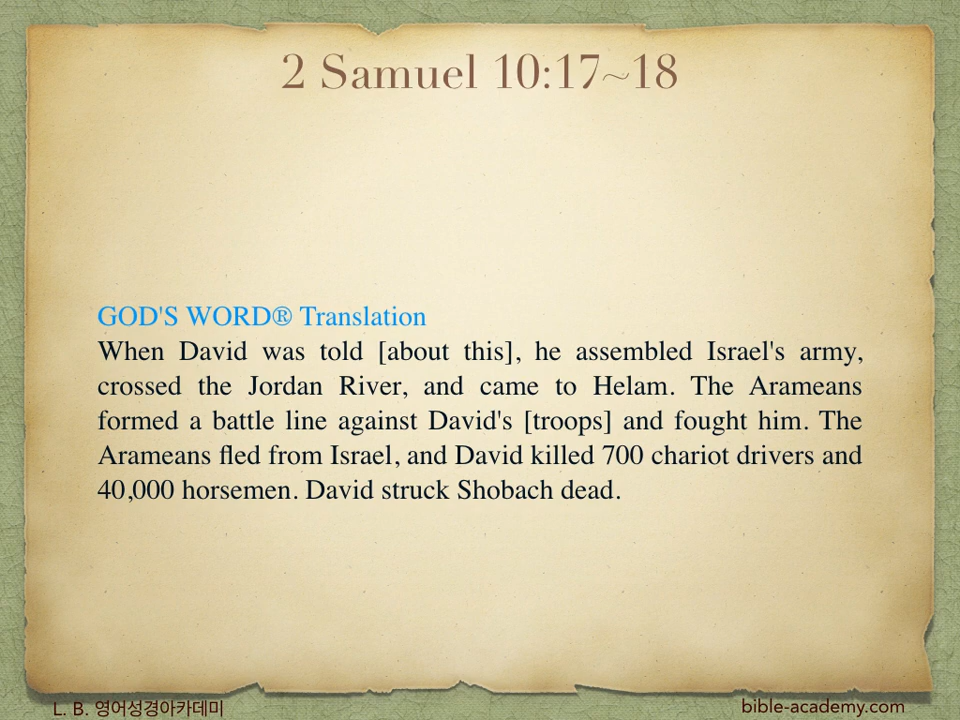 2 Samuel 10:17~18
GOD'S WORD® Translation
When David was told [about this], he assembled Israel's army,
crossed the Jordan River, and came to Helam. The Arameans
formed a battle line against David's [troops] and fought him. The
Arameans fled from Israel, and David killed 700 chariot drivers and
40,000 horsemen. David struck Shobach dead.
L. B. 영어성경아카데미
bible-academy.com